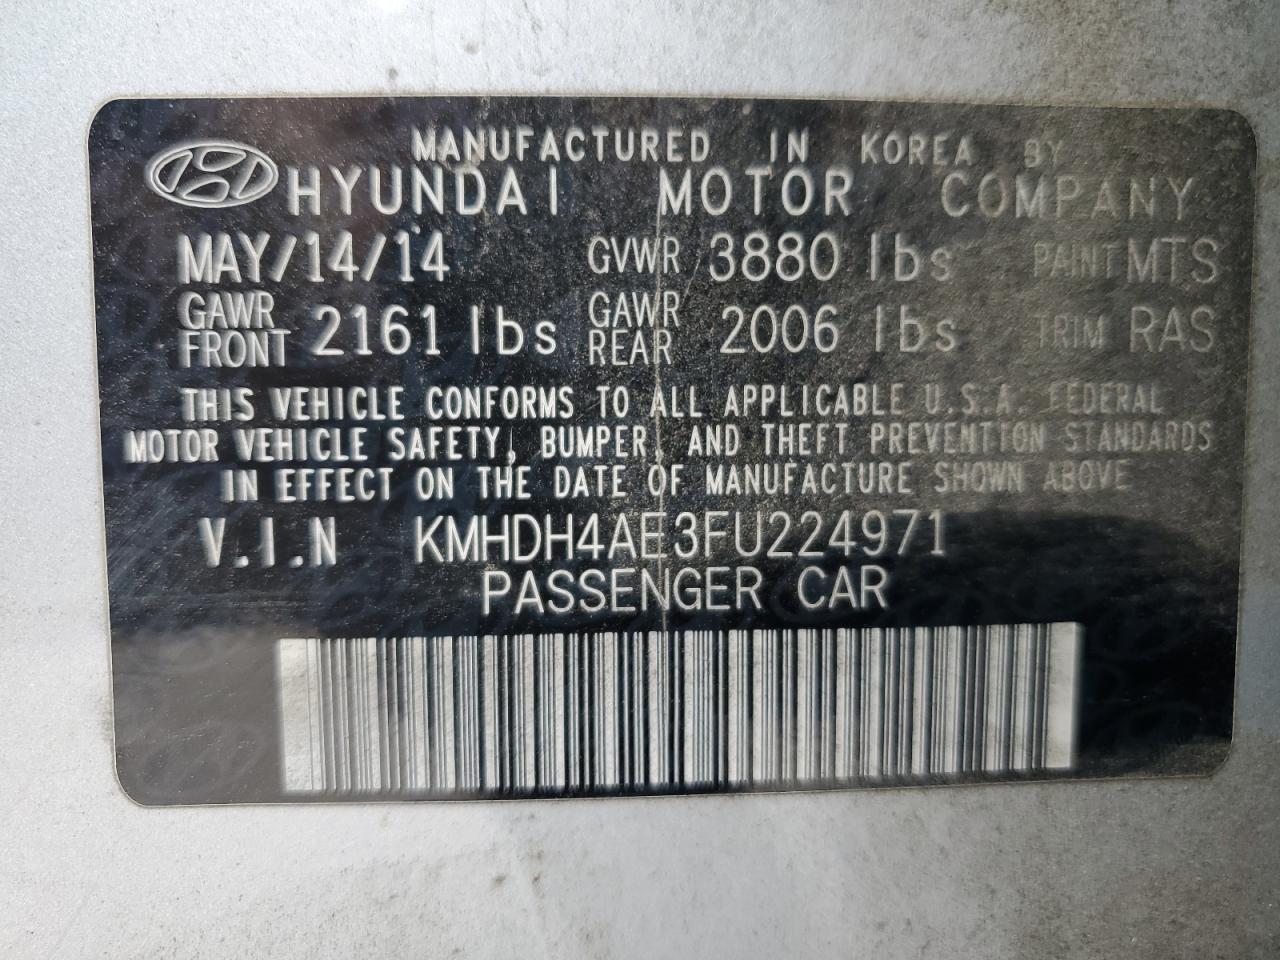 MANUFACTURED IN KOREA BY
HYUNDAI MOTOR COMPANY
MAY/14/14 GVWR 3880 lbs PAINT MTS
GAWR FRONT 2161 lbs GAWR REAR 2006 lbs TRIM RAS
THIS VEHICLE CONFORMS TO ALL APPLICABLE U.S.A. FEDERAL
MOTOR VEHICLE SAFETY, BUMPER, AND THEFT PREVENTION STANDARDS
IN EFFECT ON THE DATE OF MANUFACTURE SHOWN ABOVE
V.I.N KMHDH4AE3FU224971
PASSENGER CAR